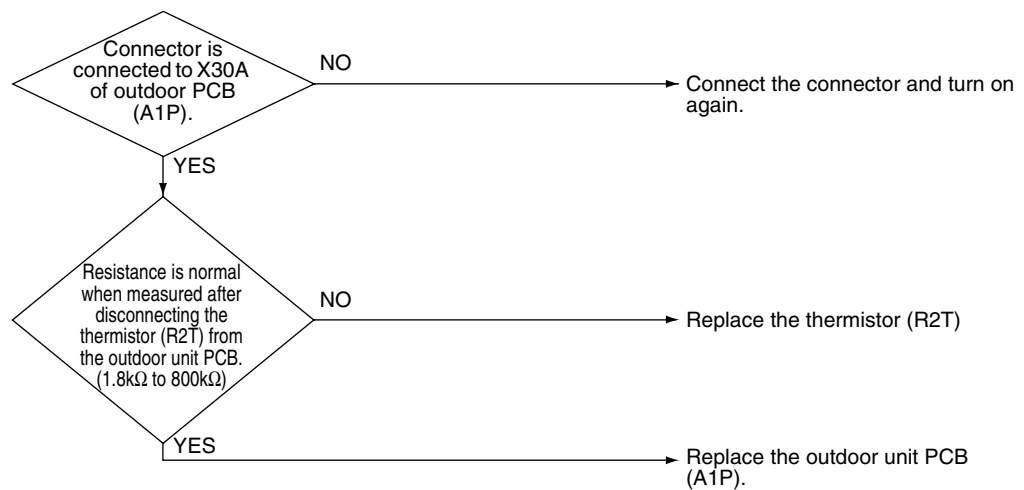 Connector is
connected to X30A
of outdoor PCB
(A1P).
NO
Connect the connector and turn on
again.
YES
Resistance is normal
when measured after
disconnecting the
thermistor (R2T) from
the outdoor unit PCB.
(1.8kΩ to 800kΩ)
NO
Replace the thermistor (R2T)
YES
Replace the outdoor unit PCB
(A1P).